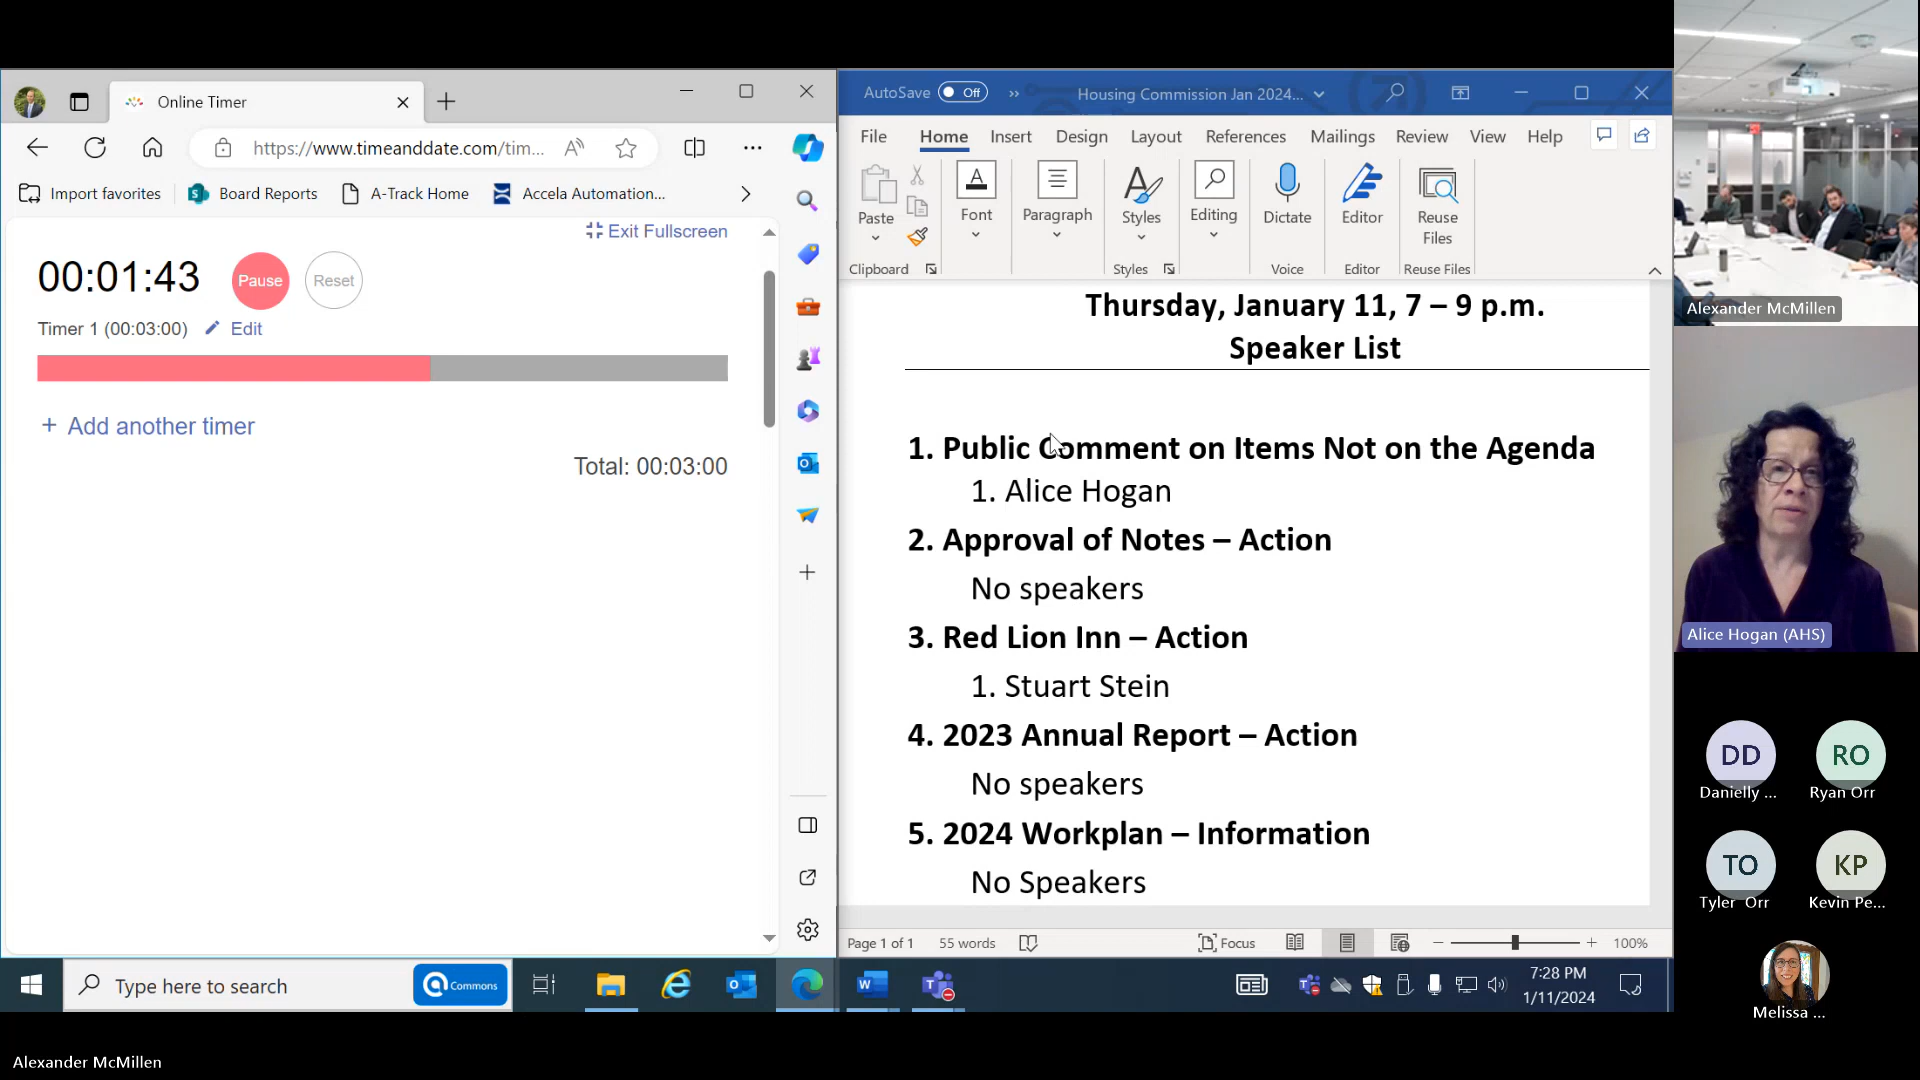 Online Timer
https://www.timeanddate.com/tim...
Import favorites
Board Reports
A-Track Home
Accela Automation...
Exit Fullscreen
00:01:43
Pause
Reset
Timer 1 (00:03:00)
Edit
+ Add another timer
Total: 00:03:00
AutoSave
Off
Housing Commission Jan 2024...
File
Home
Insert
Design
Layout
References
Mailings
Review
View
Help
Paste
Font
Paragraph
Styles
Editing
Dictate
Editor
Reuse
Files
Clipboard
Styles
Voice
Editor
Reuse Files
Thursday, January 11, 7 – 9 p.m.
Speaker List
1. Public Comment on Items Not on the Agenda
1. Alice Hogan
2. Approval of Notes – Action
No speakers
3. Red Lion Inn – Action
1. Stuart Stein
4. 2023 Annual Report – Action
No speakers
5. 2024 Workplan – Information
No Speakers
Page 1 of 1
55 words
Focus
100%
Type here to search
Commons
7:28 PM
1/11/2024
Alexander McMillen
Alice Hogan (AHS)
DD
Danielly ...
RO
Ryan Orr
TO
Tyler Orr
KP
Kevin Pe...
Melissa ...
Alexander McMillen